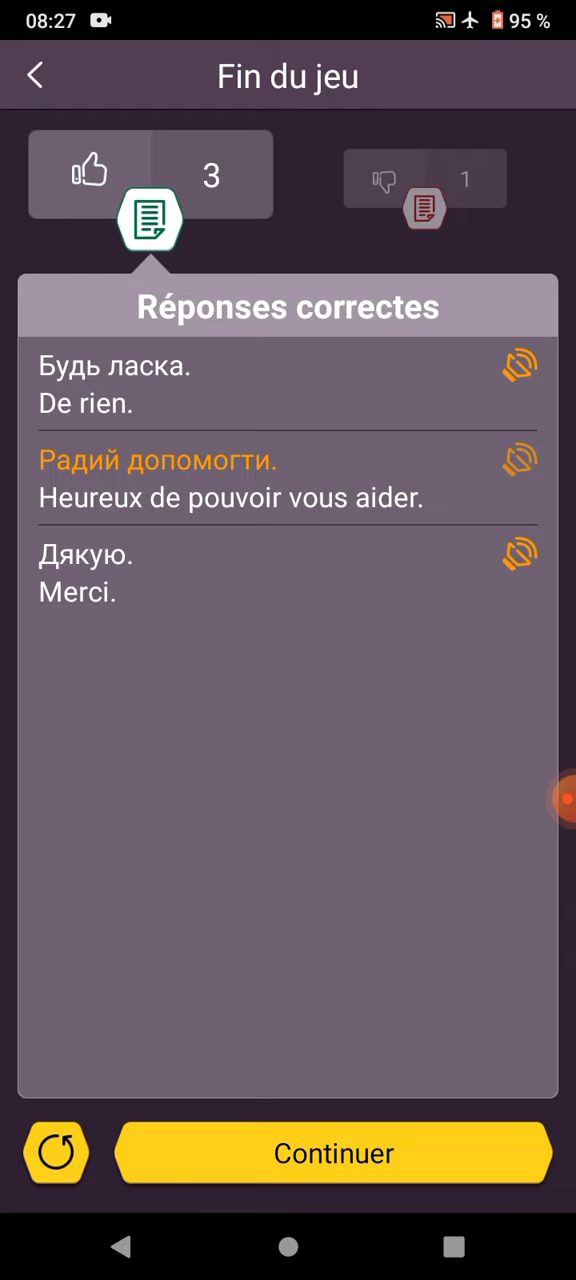 08:27
95 %
Fin du jeu
3
1
Réponses correctes
Будь ласка.
De rien.
Радий допомогти.
Heureux de pouvoir vous aider.
Дякую.
Merci.
Continuer